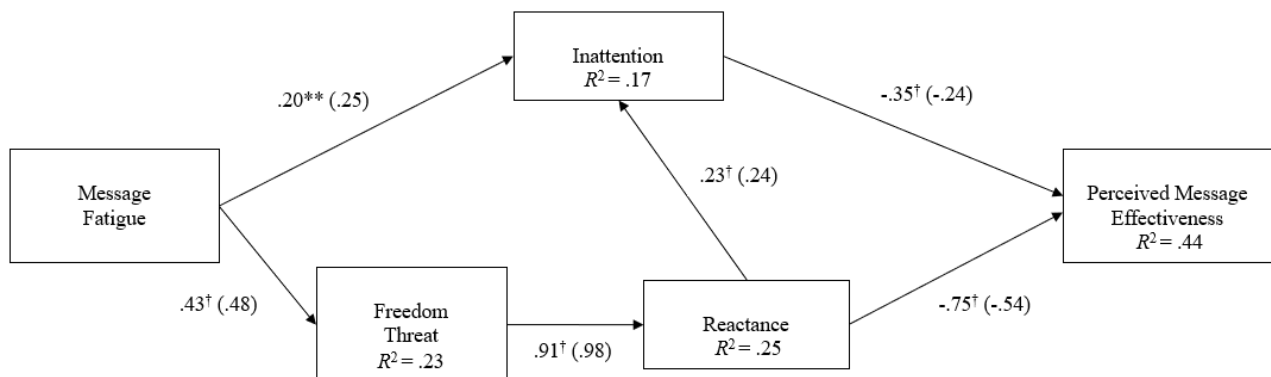 Inattention
R² = .17
.20** (.25)
-.35† (-.24)
Message
Fatigue
.23† (.24)
Perceived Message
Effectiveness
R² = .44
.43† (.48)
Freedom
Threat
R² = .23
.91† (.98)
Reactance
R² = .25
-.75† (-.54)